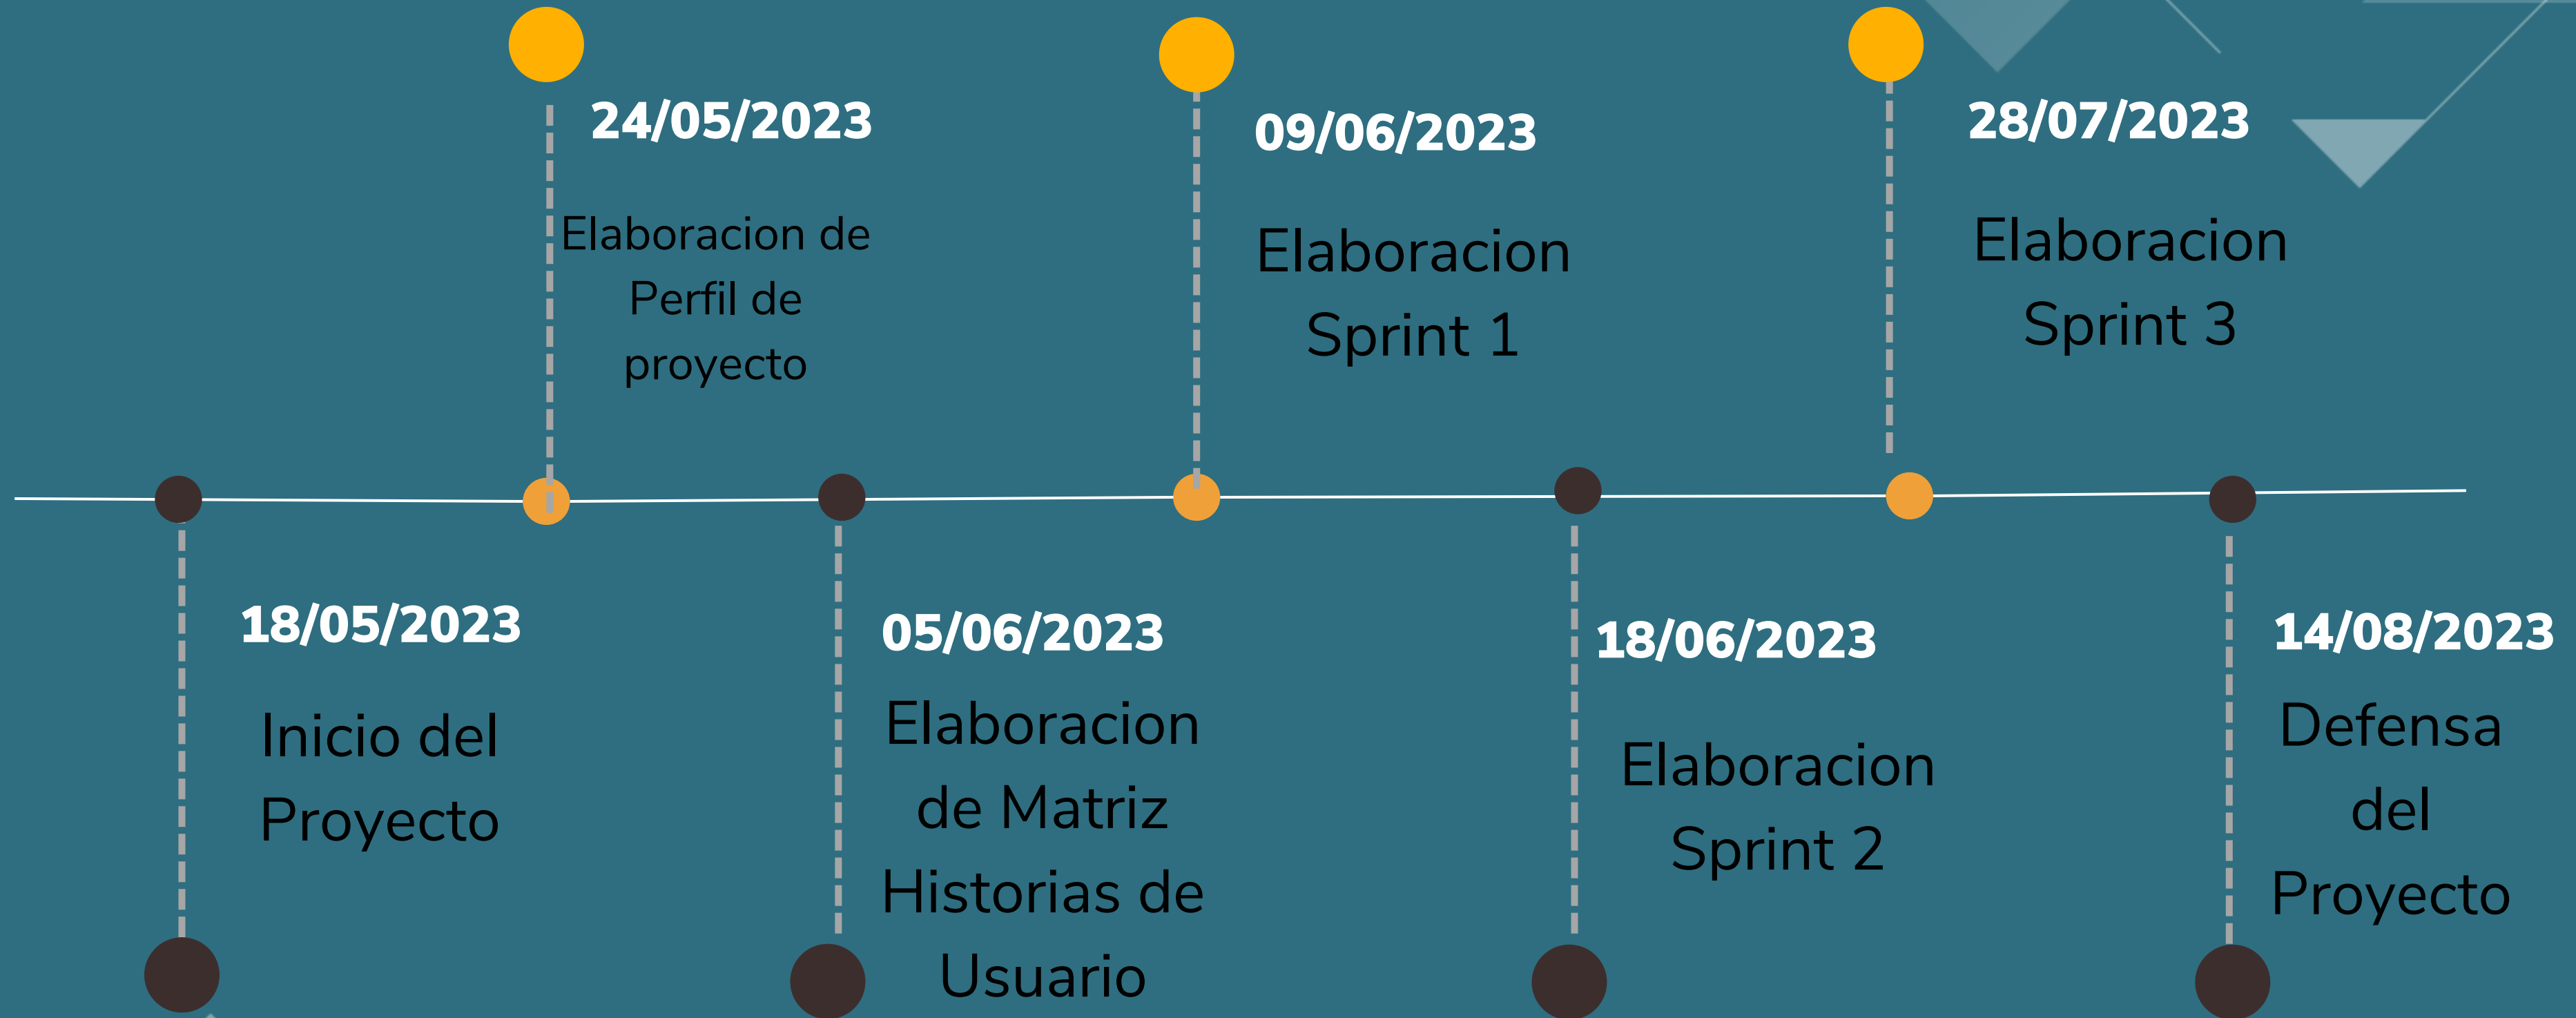 24/05/2023
Elaboracion de
Perfil de
proyecto
09/06/2023
Elaboracion
Sprint 1
28/07/2023
Elaboracion
Sprint 3
18/05/2023
Inicio del
Proyecto
05/06/2023
Elaboracion
de Matriz
Historias de
Usuario
18/06/2023
Elaboracion
Sprint 2
14/08/2023
Defensa
del
Proyecto